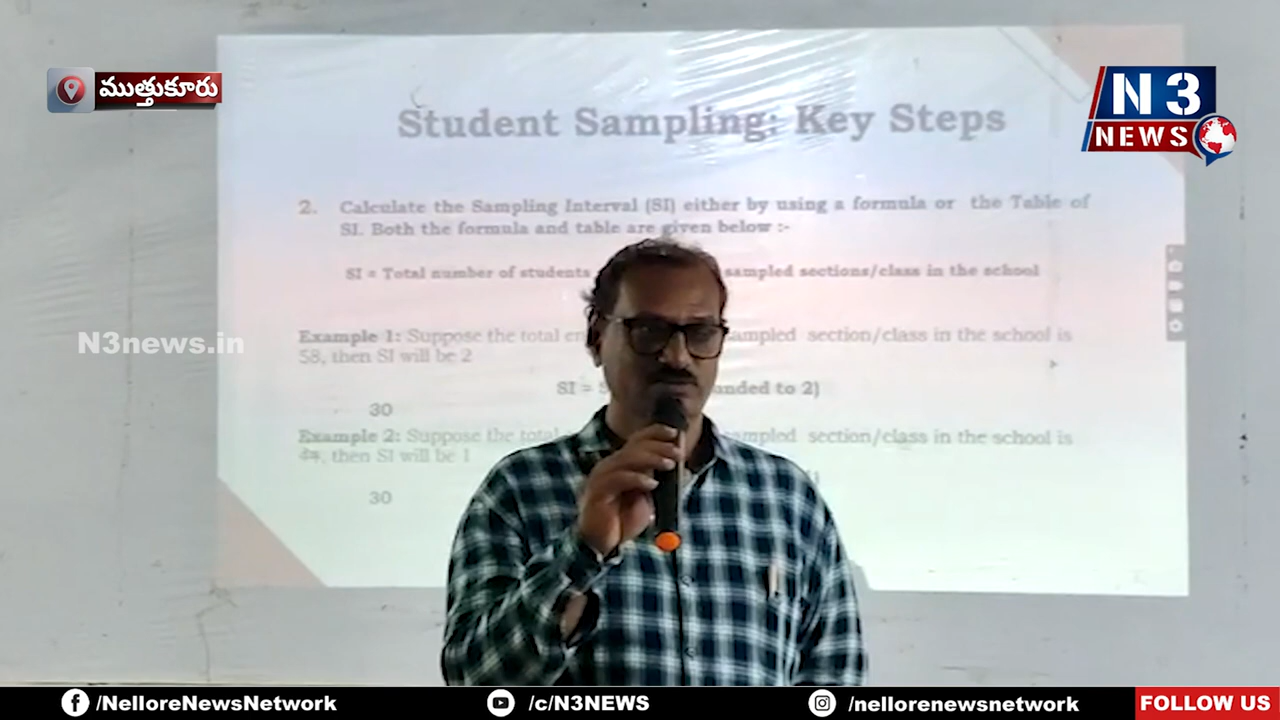 ముత్తుకూరు
N 3
NEWS
Student Sampling: Key Steps
2. Calculate the Sampling Interval (SI) either by using a formula or the Table of
SI. Both the formula and table are given below :-
SI = Total number of students sampled sections/class in the school
N3news.in
Example 1: Suppose the total sampled section/class in the school is
58, then SI will be 2
SI = to 2)
30
Example 2: Suppose the total section/class in the school is
then SI will be 1
30
/NelloreNewsNetwork
/c/N3NEWS
/nellorenewsnetwork
FOLLOW US